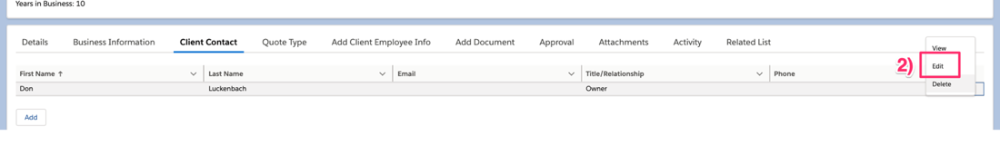 Years in Business: 10
Details Business Information Client Contact Quote Type Add Client Employee Info Add Document Approval Attachments Activity Related List
View
2) Edit
Delete
First Name ↑ Last Name Email Title/Relationship Phone
Don Luckenbach Owner
Add